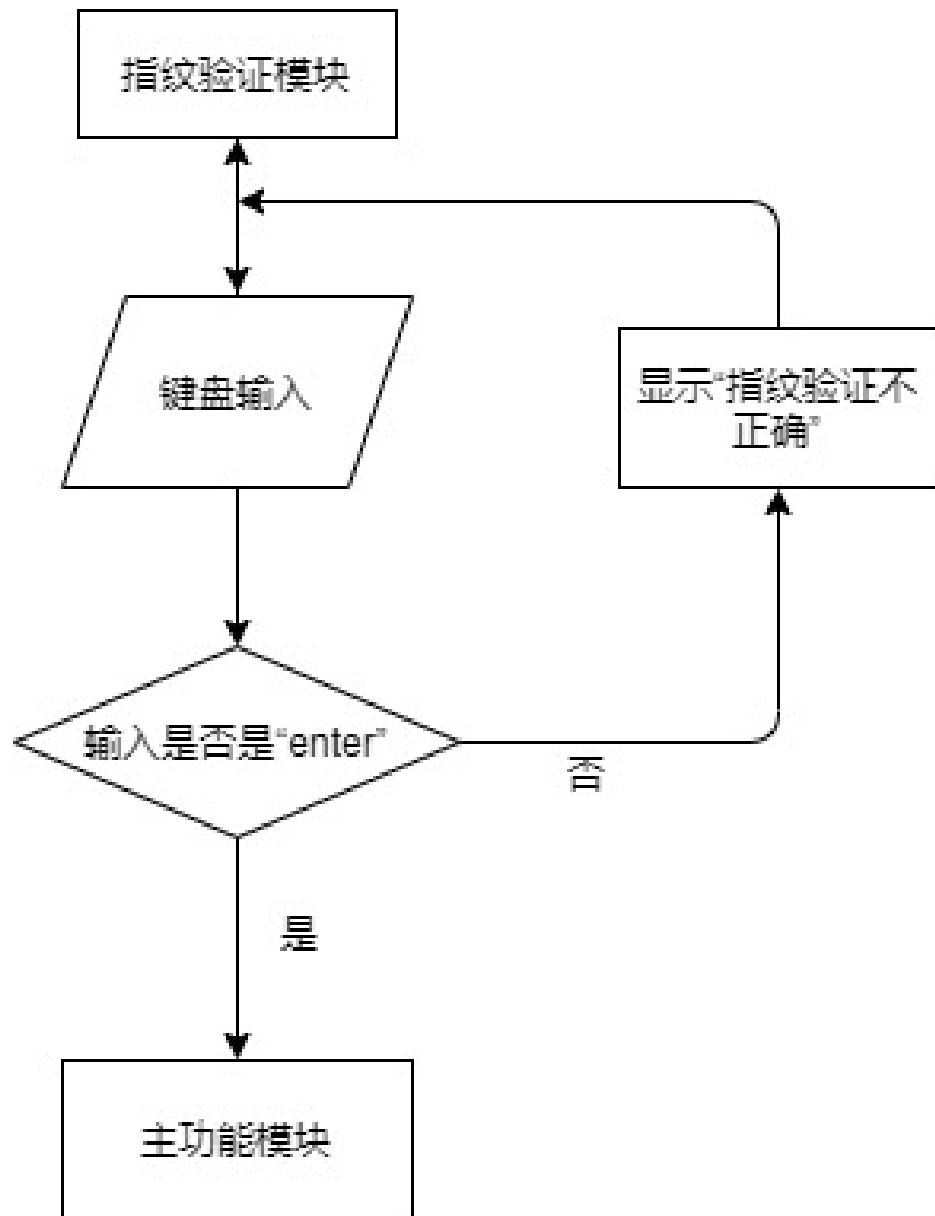 指纹验证模块
键盘输入
显示“指纹验证不
正确”
输入是否是“enter”
否
是
主功能模块